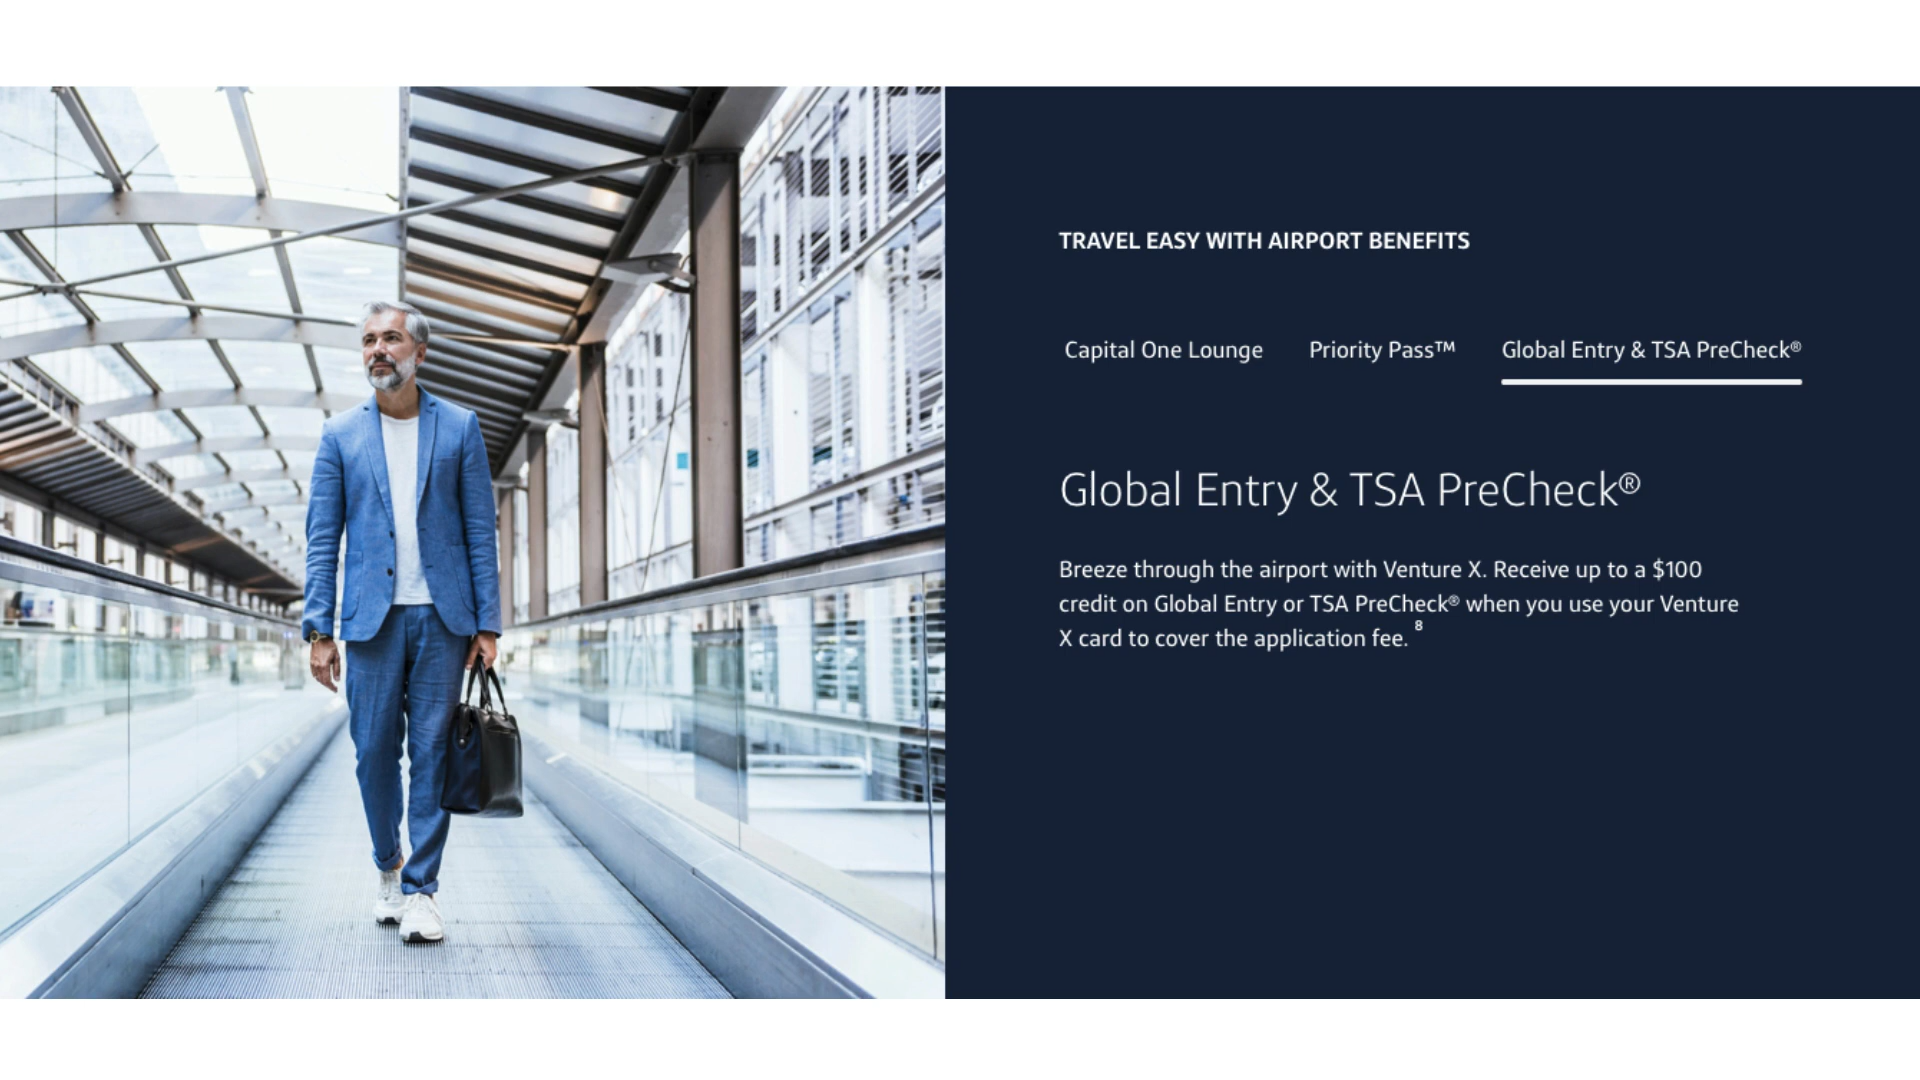 TRAVEL EASY WITH AIRPORT BENEFITS
Capital One Lounge Priority Pass™ Global Entry & TSA PreCheck®
Global Entry & TSA PreCheck®
Breeze through the airport with Venture X. Receive up to a $100
credit on Global Entry or TSA PreCheck® when you use your Venture
X card to cover the application fee. 8